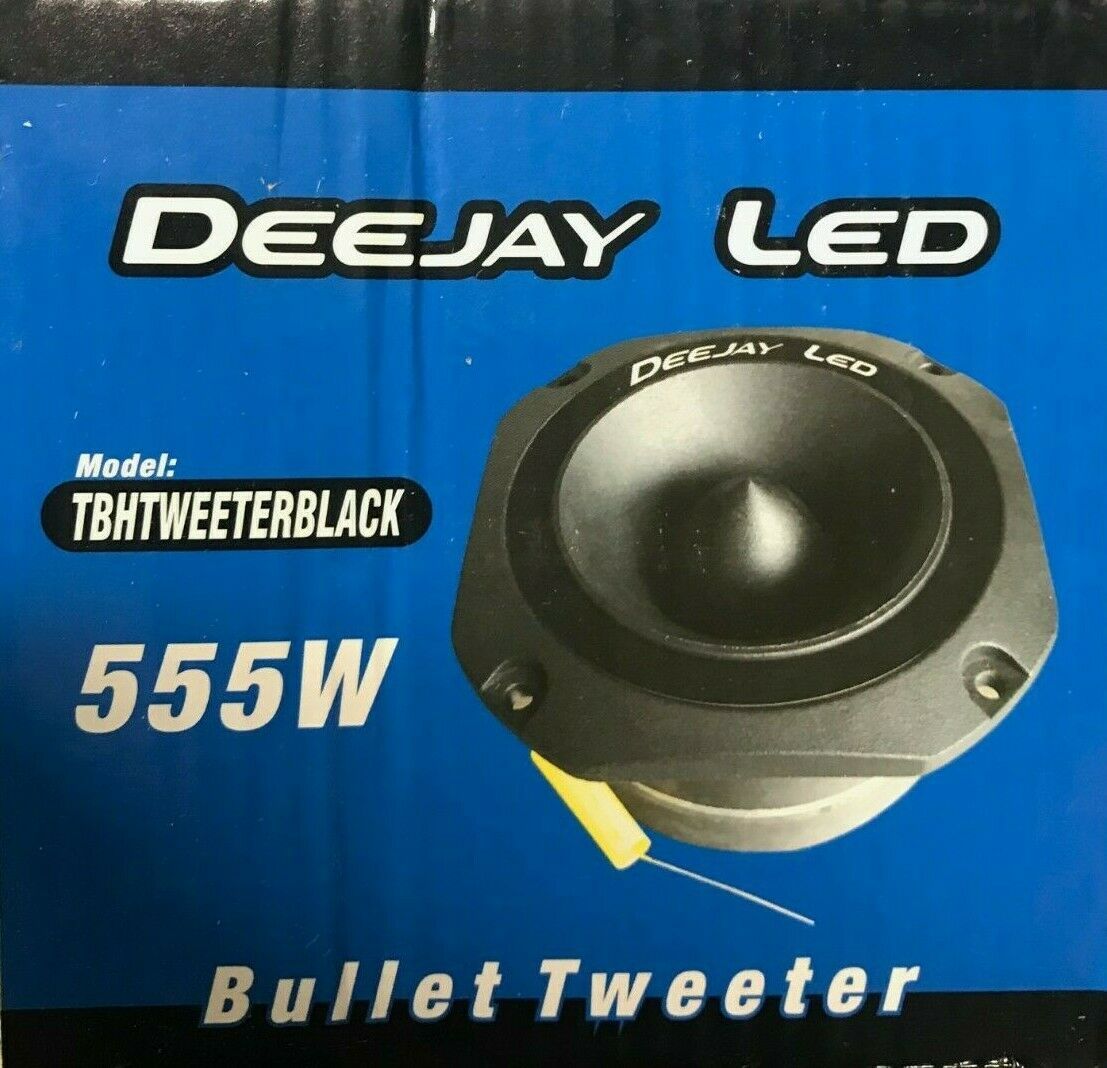 DEEJAY LED
DEEJAY LED
Model:
TBHTWEETERBLACK
555W
Bullet Tweeter